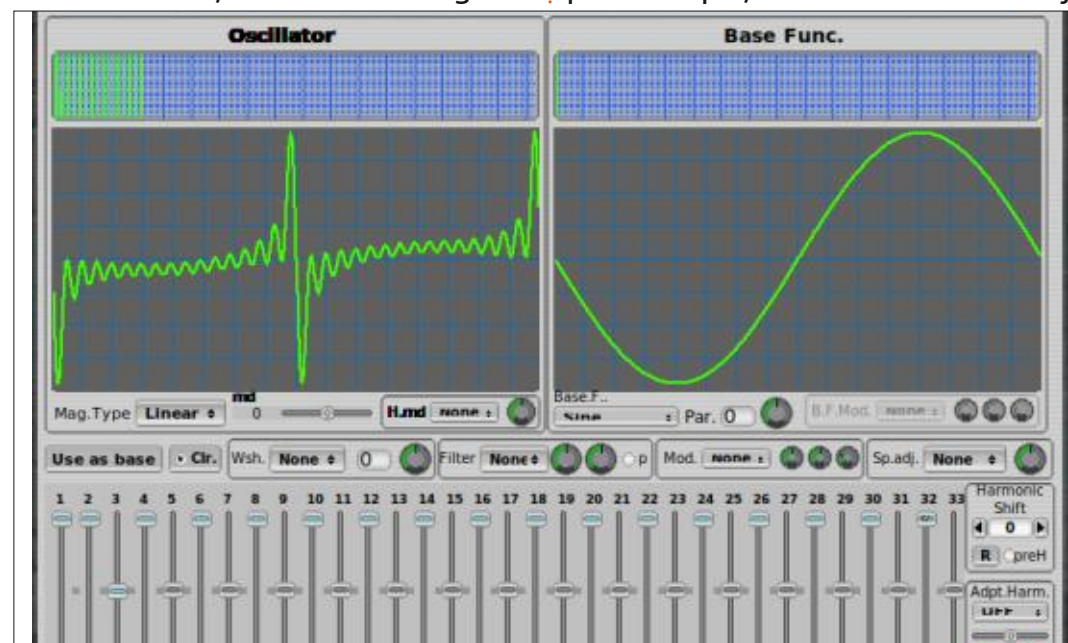 Oscillator
Base Func.
Mag.Type Linear
md
0
H.md None
Base.F..
Sine
Par. 0
B.F.Mod. None
Use as base Clr. Wsh. None 0 Filter None p Mod. None Sp.adj. None
1 2 3 4 5 6 7 8 9 10 11 12 13 14 15 16 17 18 19 20 21 22 23 24 25 26 27 28 29 30 31 32 33
Harmonic
Shift
0
R preH
Adpt.Harm.
OFF